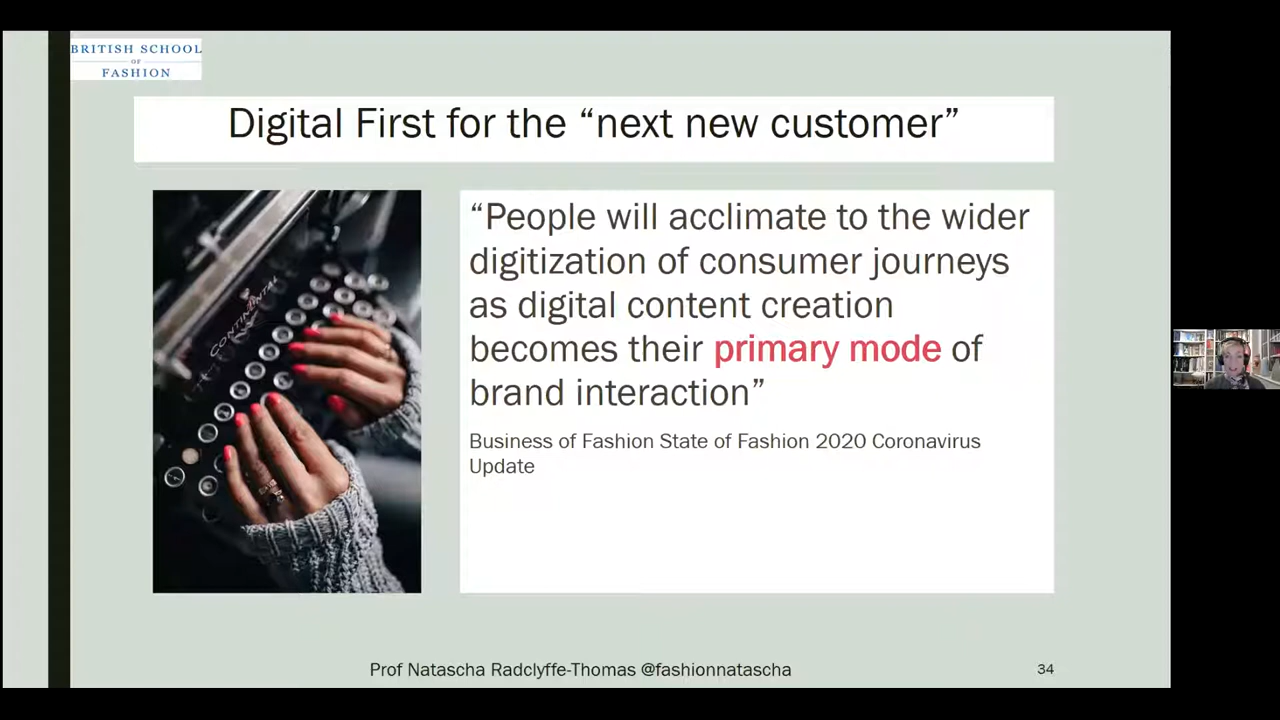 BRITISH SCHOOL
OF
FASHION
Digital First for the “next new customer”
CONTINENTAL
“People will acclimate to the wider
digitization of consumer journeys
as digital content creation
becomes their primary mode of
brand interaction”
Business of Fashion State of Fashion 2020 Coronavirus
Update
Prof Natascha Radclyffe-Thomas @fashionnatascha
34